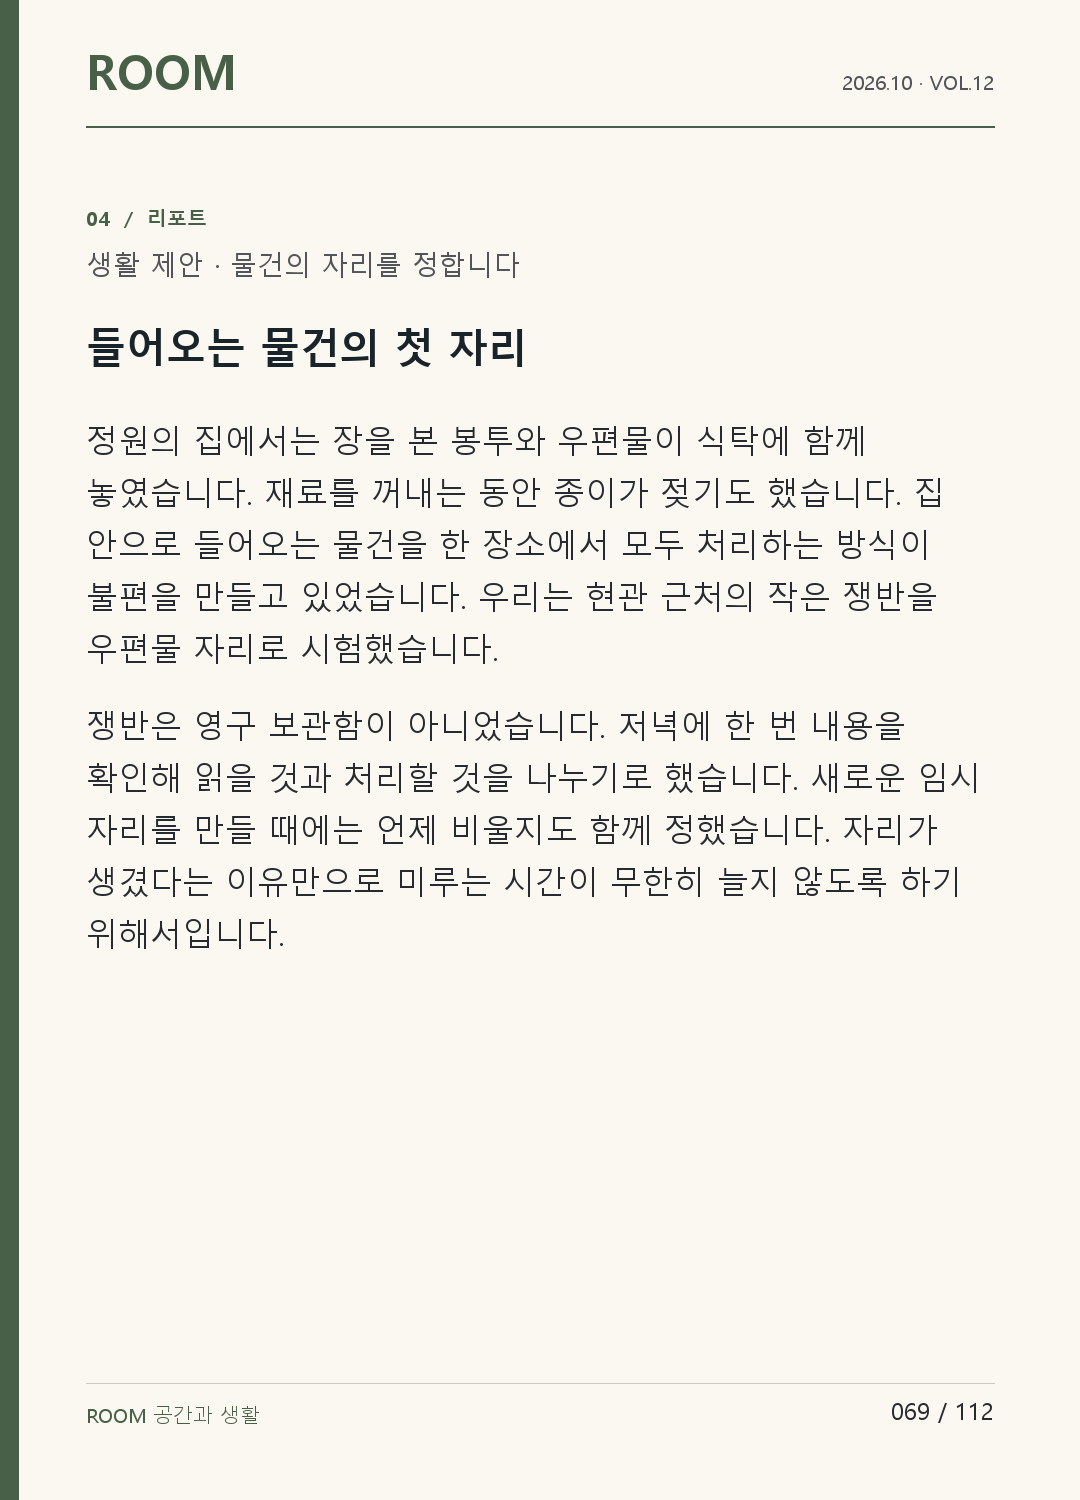 ROOM
2026.10 · VOL.12
04 / 리포트
생활 제안 · 물건의 자리를 정합니다
들어오는 물건의 첫 자리
정원의 집에서는 장을 본 봉투와 우편물이 식탁에 함께
놓였습니다. 재료를 꺼내는 동안 종이가 젖기도 했습니다. 집
안으로 들어오는 물건을 한 장소에서 모두 처리하는 방식이
불편을 만들고 있었습니다. 우리는 현관 근처의 작은 쟁반을
우편물 자리로 시험했습니다.
쟁반은 영구 보관함이 아니었습니다. 저녁에 한 번 내용을
확인해 읽을 것과 처리할 것을 나누기로 했습니다. 새로운 임시
자리를 만들 때에는 언제 비울지도 함께 정했습니다. 자리가
생겼다는 이유만으로 미루는 시간이 무한히 늘지 않도록 하기
위해서입니다.
ROOM 공간과 생활
069 / 112